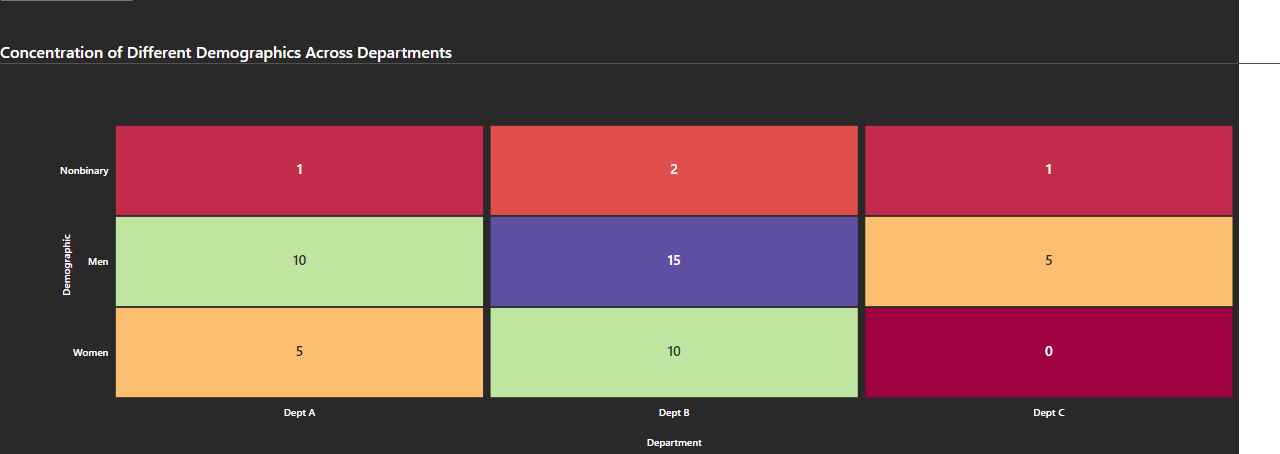 Concentration of Different Demographics Across Departments
Nonbinary
1
2
1
Demographic
Men
10
15
5
Women
5
10
0
Dept A
Dept B
Dept C
Department